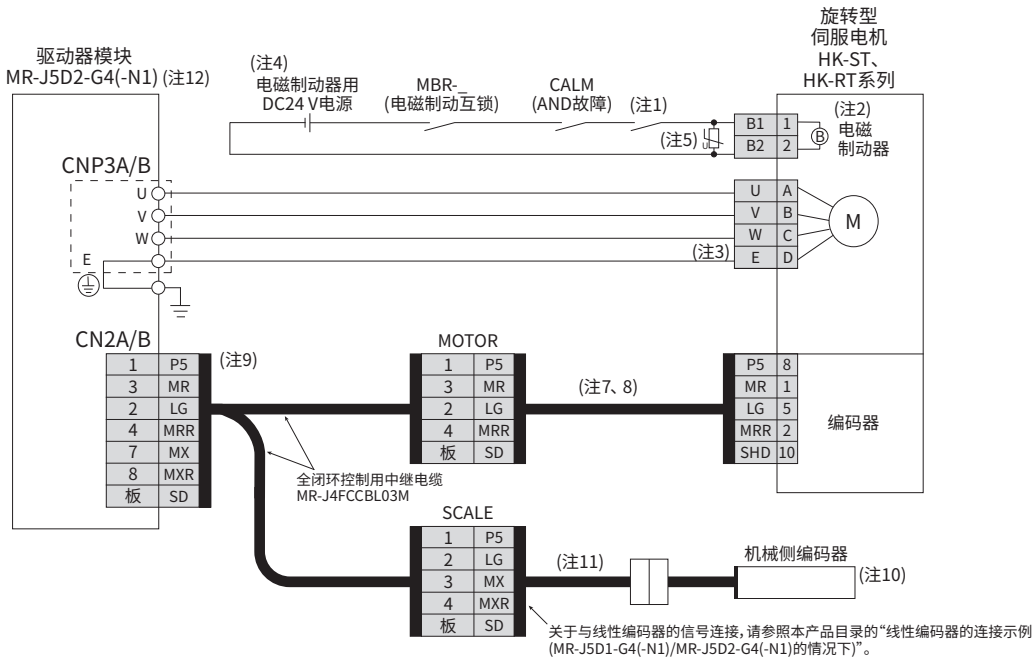 驱动器模块
MR-J5D2-G4(-N1) (注12)
旋转型
伺服电机
HK-ST、
HK-RT系列
(注4)
电磁制动器用
DC24 V电源
MBR-_
(电磁制动互锁)
CALM
(AND故障)
(注1)
(注5)
U
B1 1
B2 2
B
(注2)
电磁
制动器
CNP3A/B
U
V
W
E
(注3)
U A
V B
W C
E D
M
CN2A/B
1 P5
3 MR
2 LG
4 MRR
7 MX
8 MXR
板 SD
(注9)
MOTOR
1 P5
3 MR
2 LG
4 MRR
板 SD
(注7、8)
P5 8
MR 1
LG 5
MRR 2
SHD 10
编码器
全闭环控制用中继电缆
MR-J4FCCBL03M
SCALE
1 P5
2 LG
3 MX
4 MXR
板 SD
(注11)
机械侧编码器
(注10)
关于与线性编码器的信号连接,请参照本产品目录的“线性编码器的连接示例
(MR-J5D1-G4(-N1)/MR-J5D2-G4(-N1)的情况下)”。